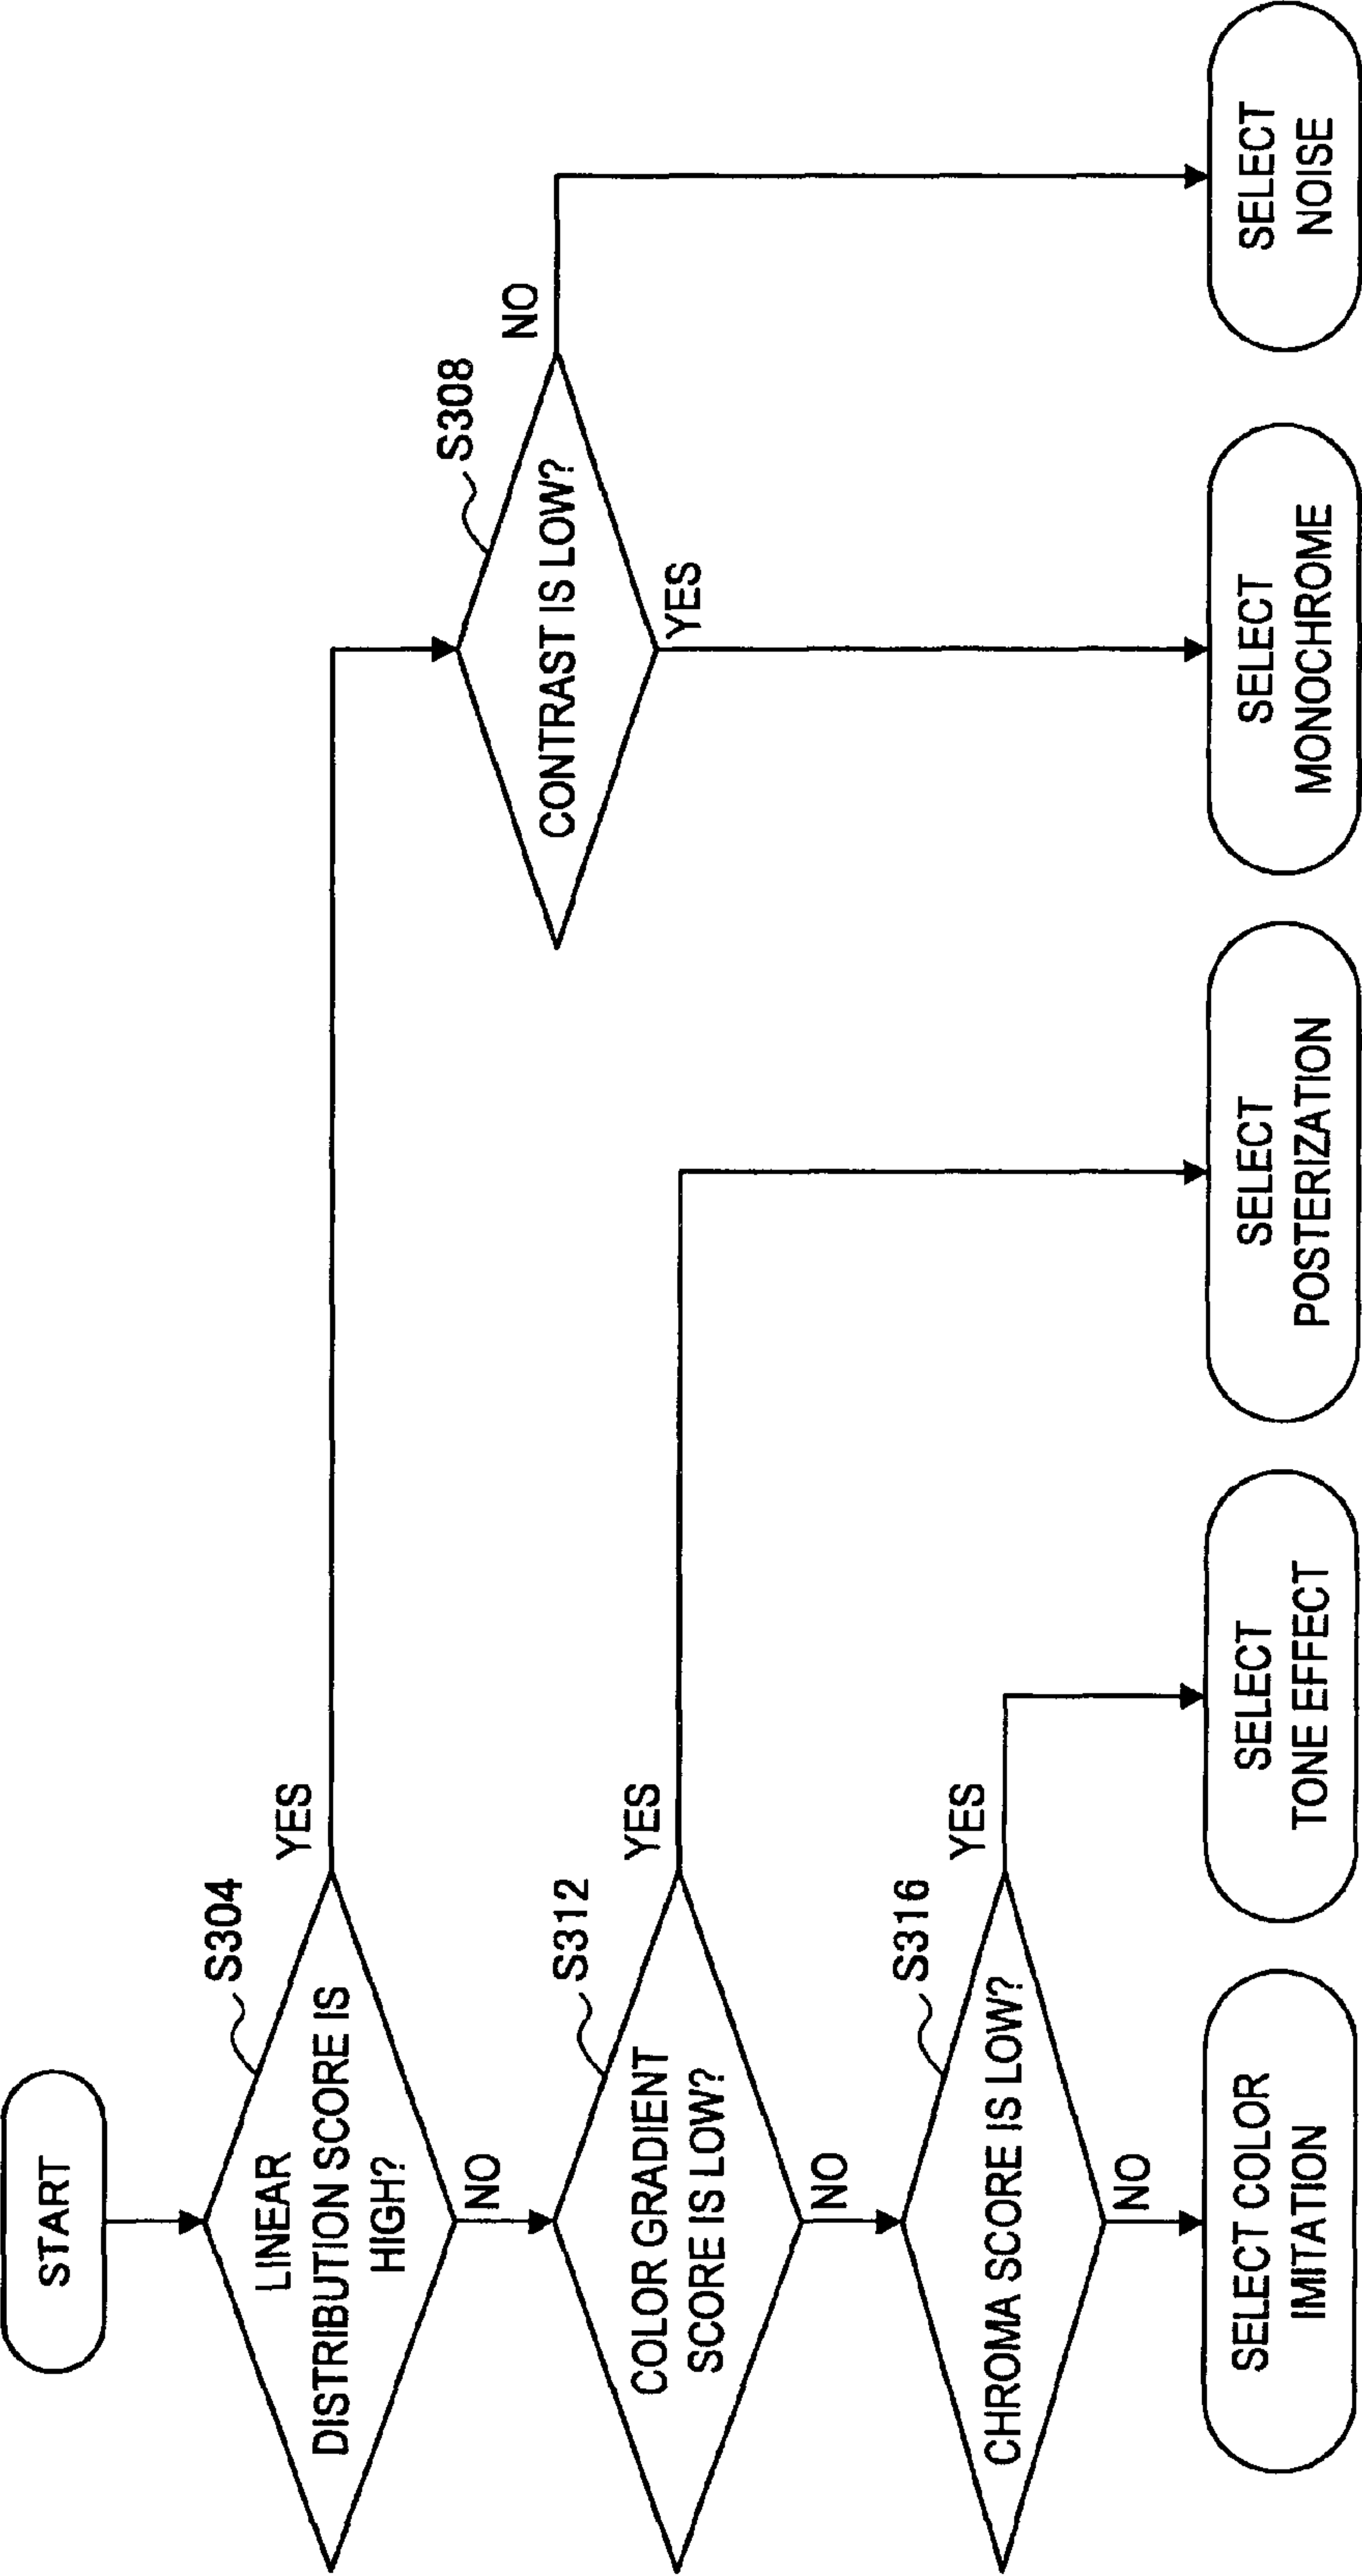 START
S304
LINEAR
DISTRIBUTION SCORE IS
HIGH?
YES
NO
S308
CONTRAST IS LOW?
NO
YES
S312
COLOR GRADIENT
SCORE IS LOW?
YES
NO
S316
CHROMA SCORE IS LOW?
YES
NO
SELECT COLOR
IMITATION
SELECT
TONE EFFECT
SELECT
POSTERIZATION
SELECT
MONOCHROME
SELECT
NOISE